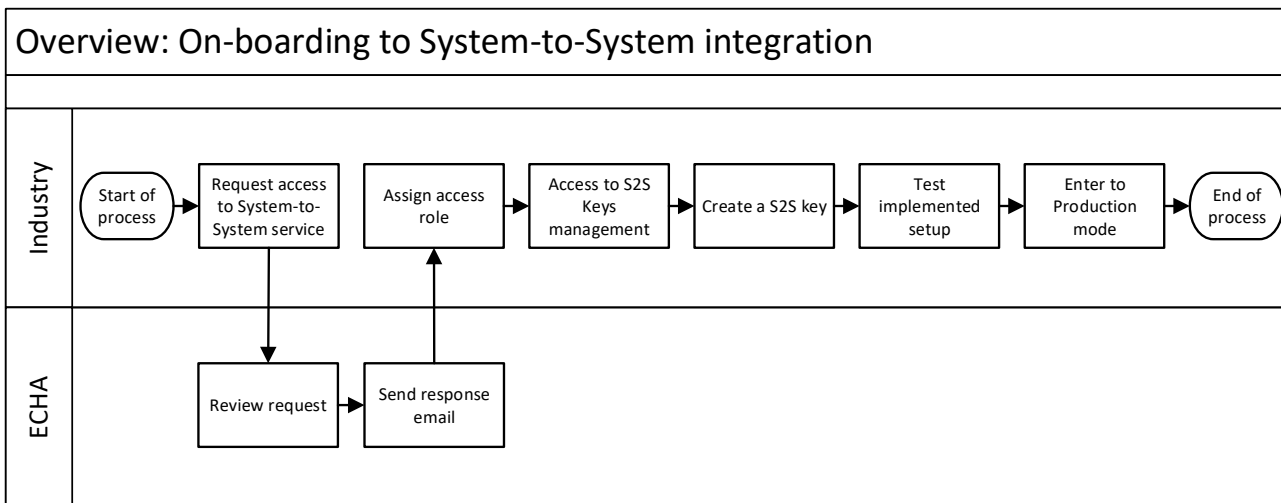 Overview: On-boarding to System-to-System integration
Industry
Start of
process
Request access
to System-to-
System service
Assign access
role
Access to S2S
Keys
management
Create a S2S key
Test
implemented
setup
Enter to
Production
mode
End of
process
ECHA
Review request
Send response
email